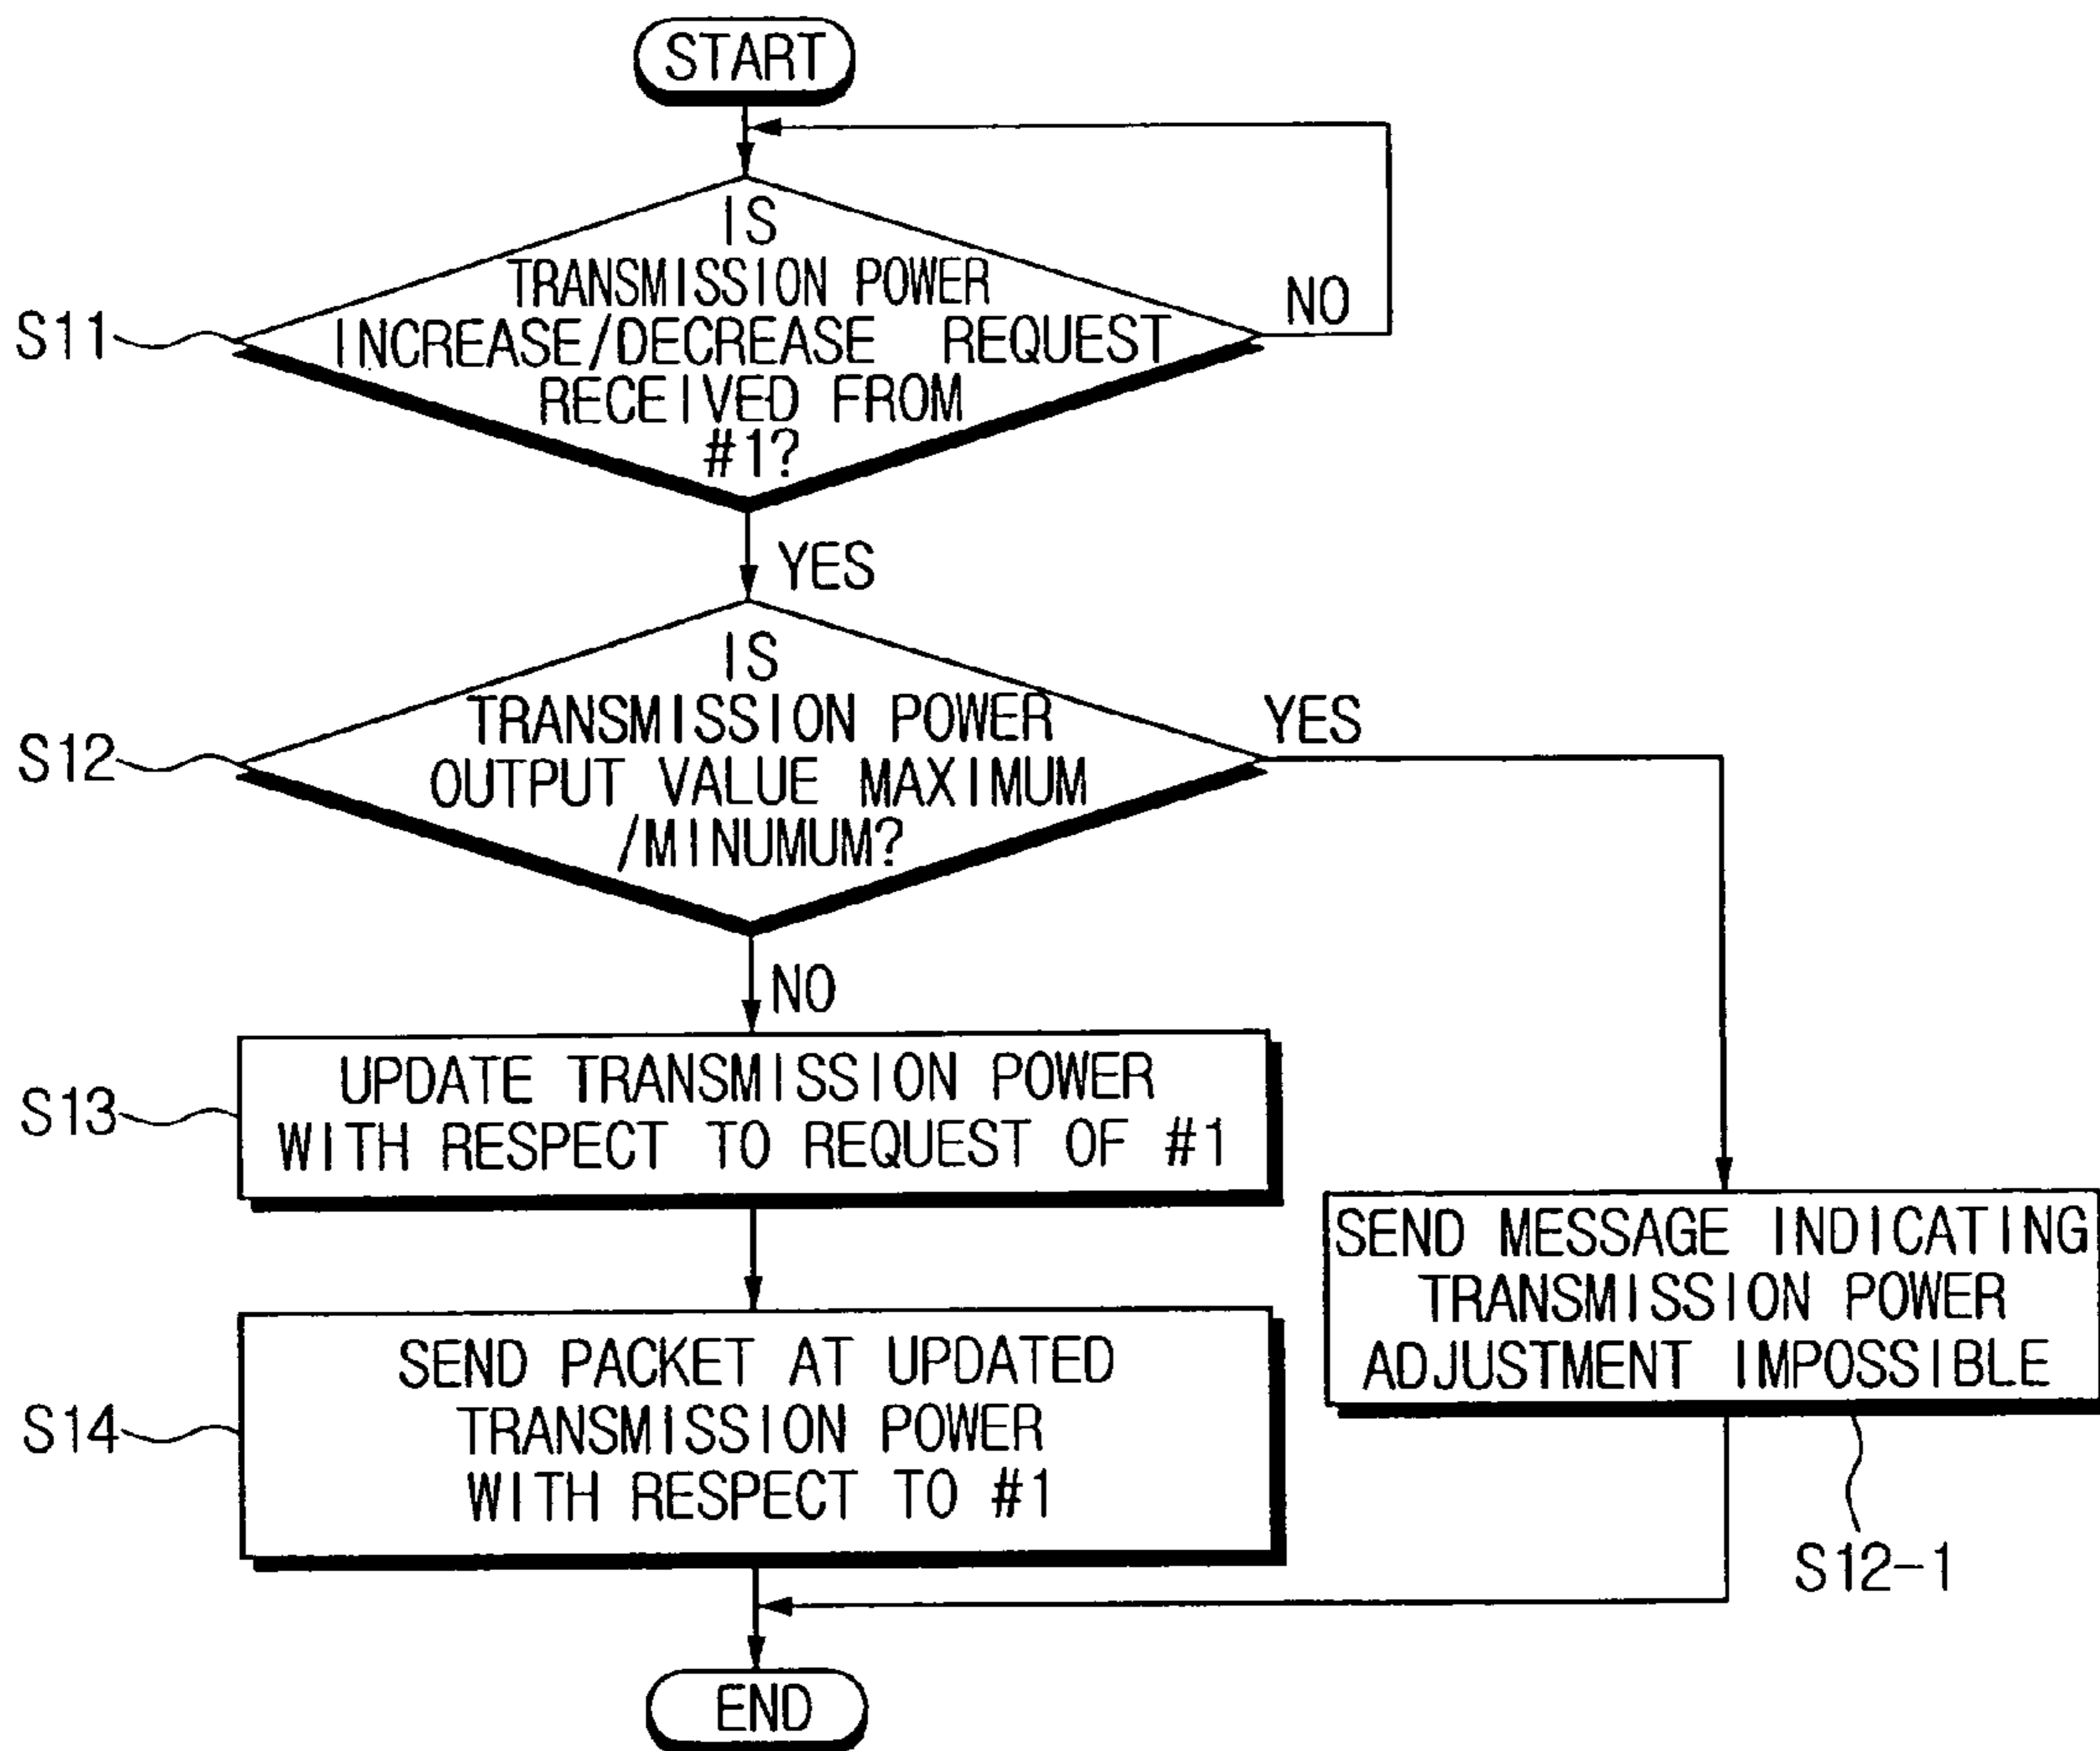 START
IS
TRANSMISSION POWER
INCREASE/DECREASE REQUEST
RECEIVED FROM
#1?
NO
S11
YES
IS
TRANSMISSION POWER
OUTPUT VALUE MAXIMUM
/MINUMUM?
YES
S12
NO
UPDATE TRANSMISSION POWER
WITH RESPECT TO REQUEST OF #1
S13
SEND MESSAGE INDICATING
TRANSMISSION POWER
ADJUSTMENT IMPOSSIBLE
S12-1
SEND PACKET AT UPDATED
TRANSMISSION POWER
WITH RESPECT TO #1
S14
END